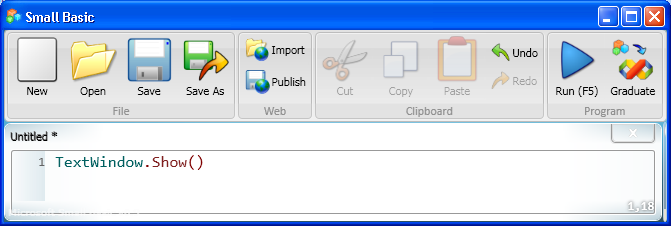 Small Basic
New Open Save Save As Import Publish Cut Copy Paste Undo Redo Run (F5) Graduate
File Web Clipboard Program
Untitled *
1 TextWindow.Show()
1,18